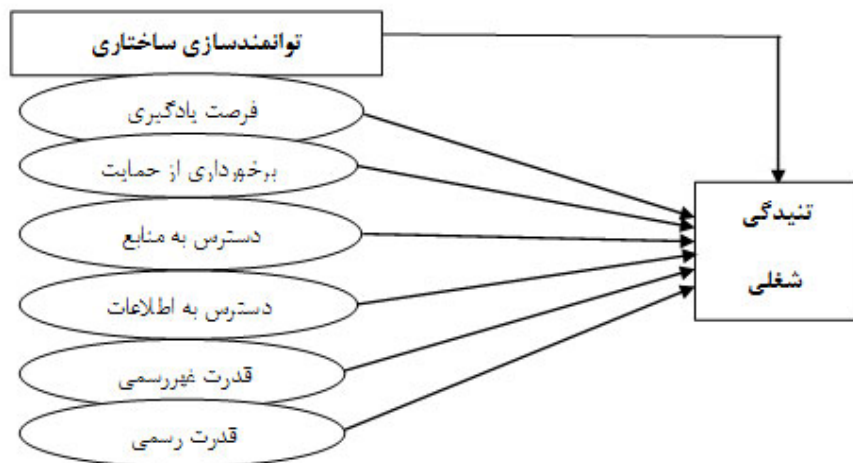 توانمندسازی ساختاری
فرصت یادگیری
برخورداری از حمایت
دسترس به منابع
دسترس به اطلاعات
قدرت غیررسمی
قدرت رسمی
تنیدگی
شغلی